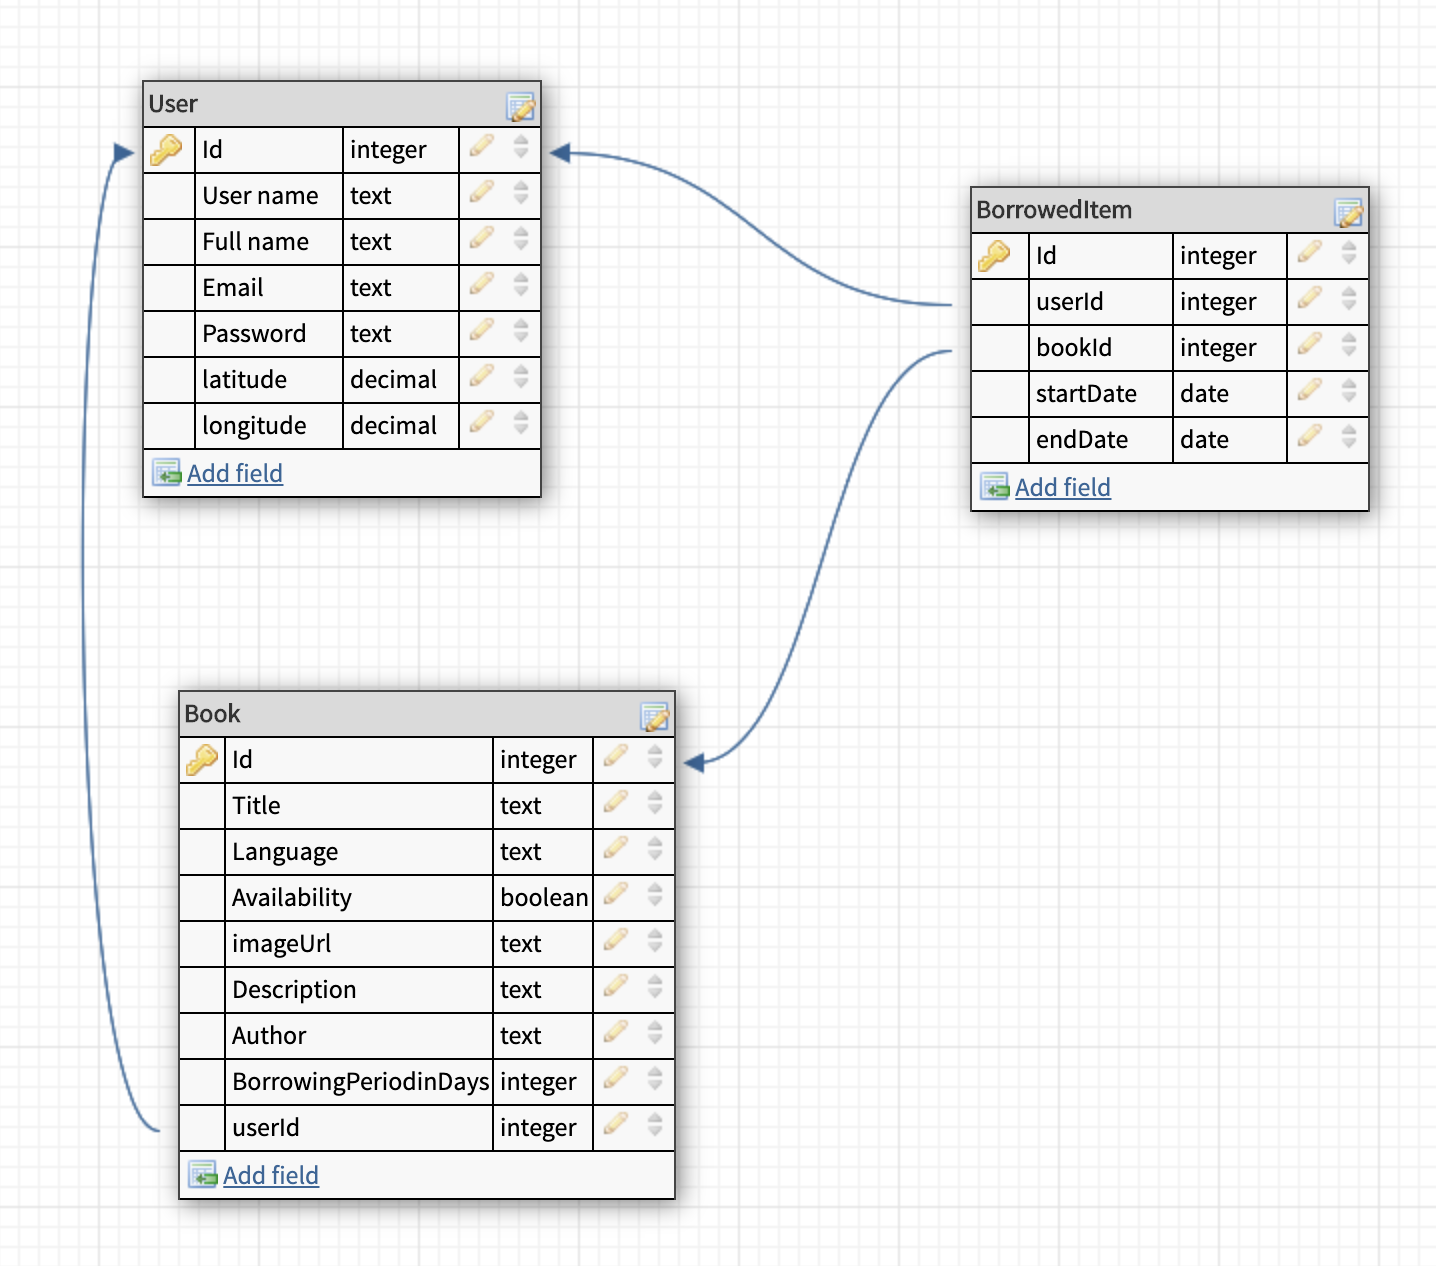 User
Id integer
User name text
Full name text
Email text
Password text
latitude decimal
longitude decimal
Add field
BorrowedItem
Id integer
userId integer
bookId integer
startDate date
endDate date
Add field
Book
Id integer
Title text
Language text
Availability boolean
imageUrl text
Description text
Author text
BorrowingPeriodinDays integer
userId integer
Add field